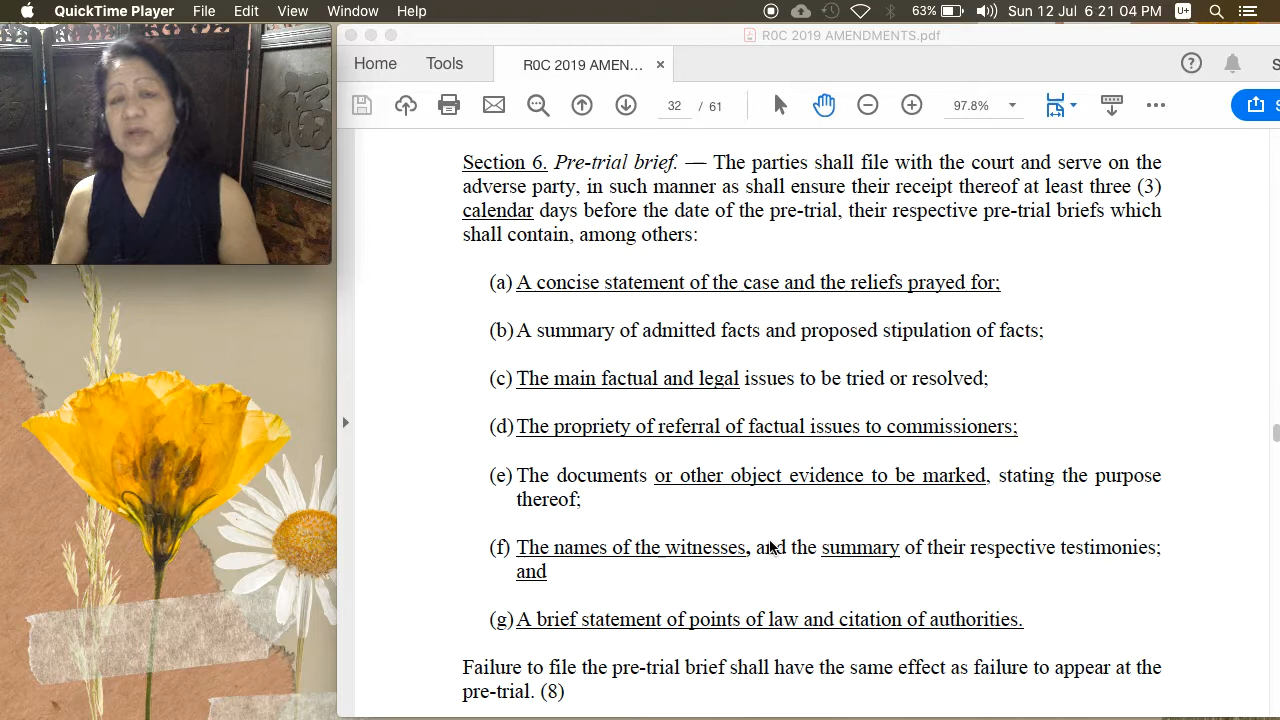 QuickTime Player File Edit View Window Help 63% Sun 12 Jul 6:21:04 PM U+
R0C 2019 AMENDMENTS.pdf
Home Tools R0C 2019 AMEN... × ? S
32 / 61 97.8% S
Section 6. Pre-trial brief. — The parties shall file with the court and serve on the
adverse party, in such manner as shall ensure their receipt thereof at least three (3)
calendar days before the date of the pre-trial, their respective pre-trial briefs which
shall contain, among others:
(a) A concise statement of the case and the reliefs prayed for;
(b) A summary of admitted facts and proposed stipulation of facts;
(c) The main factual and legal issues to be tried or resolved;
(d) The propriety of referral of factual issues to commissioners;
(e) The documents or other object evidence to be marked, stating the purpose
thereof;
(f) The names of the witnesses, and the summary of their respective testimonies;
and
(g) A brief statement of points of law and citation of authorities.
Failure to file the pre-trial brief shall have the same effect as failure to appear at the
pre-trial. (8)